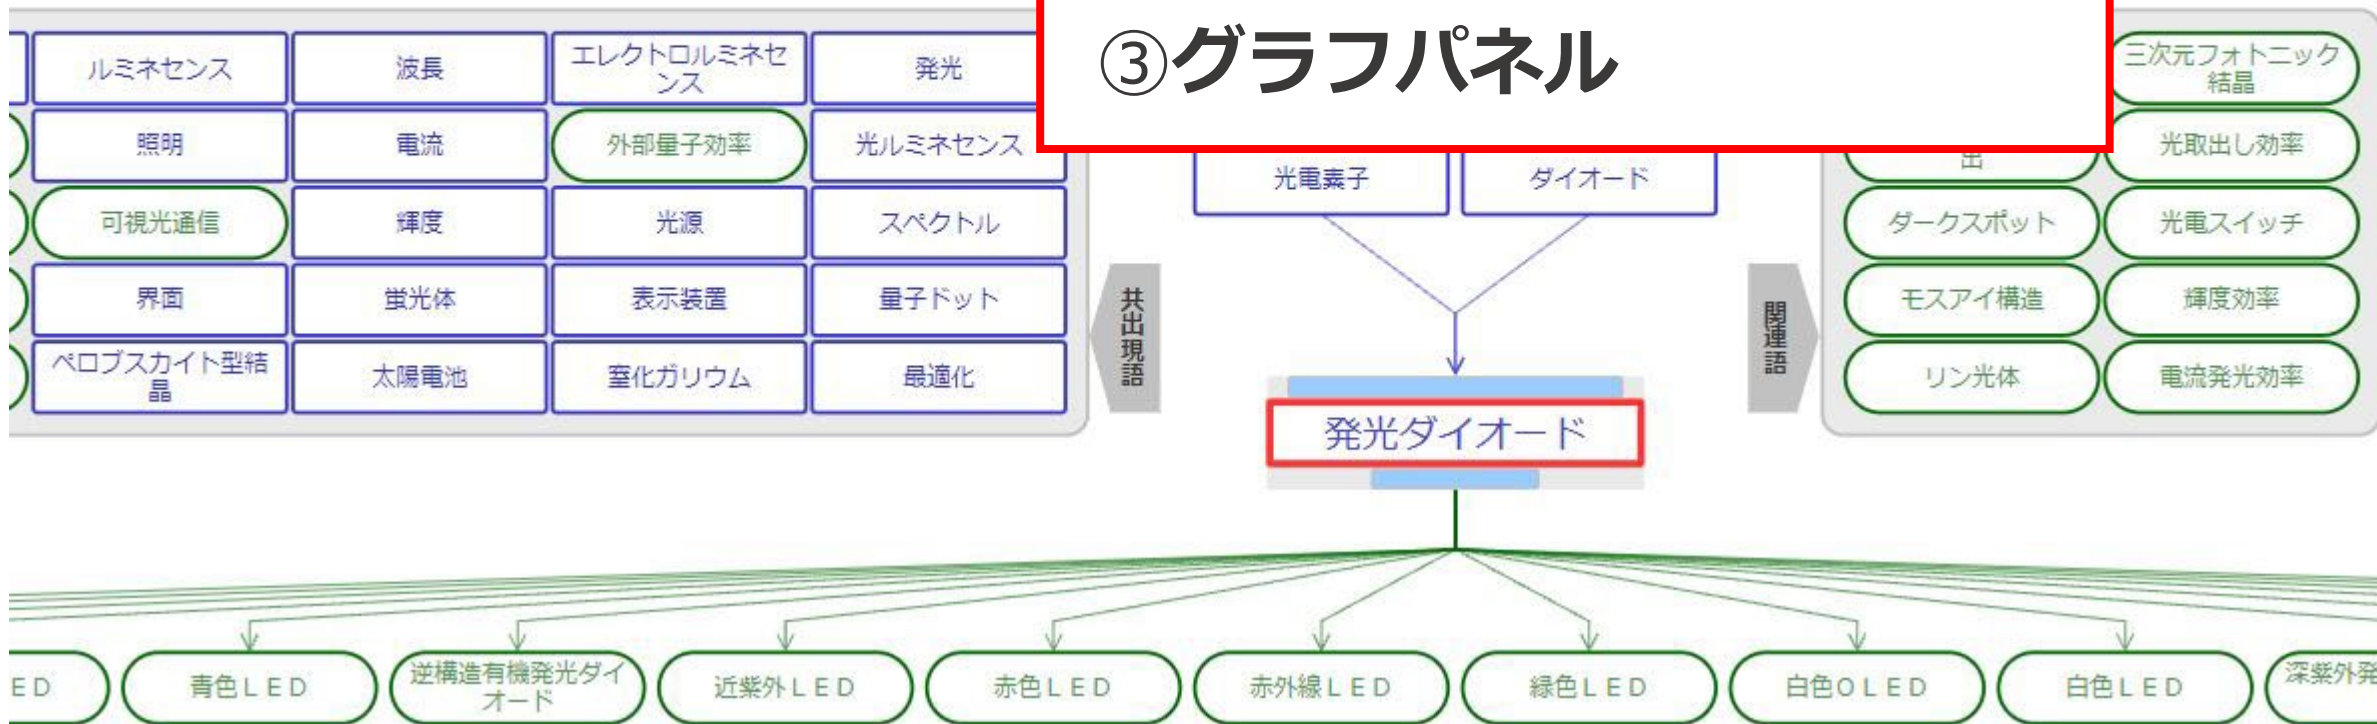 ③グラフパネル
ルミネセンス
波長
エレクトロルミネセ
ンス
発光
照明
電流
外部量子効率
光ルミネセンス
可視光通信
輝度
光源
スペクトル
界面
蛍光体
表示装置
量子ドット
ペロブスカイト型結
晶
太陽電池
窒化ガリウム
最適化
共出現語
光電素子
ダイオード
発光ダイオード
関連語
三次元フォトニック
結晶
出
光取出し効率
ダークスポット
光電スイッチ
モスアイ構造
輝度効率
リン光体
電流発光効率
ＥＤ
青色ＬＥＤ
逆構造有機発光ダイ
オード
近紫外ＬＥＤ
赤色ＬＥＤ
赤外線ＬＥＤ
緑色ＬＥＤ
白色ＯＬＥＤ
白色ＬＥＤ
深紫外発